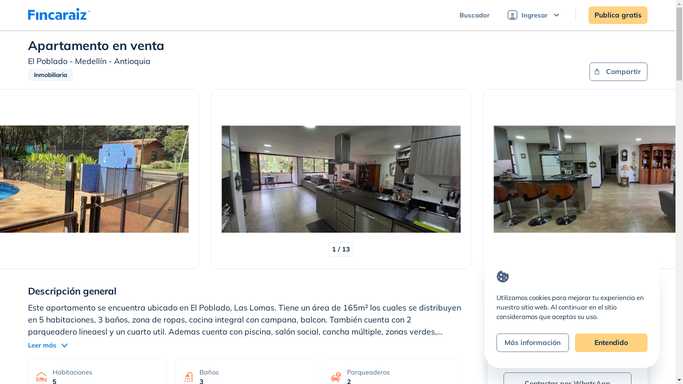 Fincaraiz
Buscador
Ingresar
Publica gratis
Apartamento en venta
El Poblado - Medellín - Antioquia
Inmobiliaria
Compartir
1 / 13
Descripción general
Este apartamento se encuentra ubicado en El Poblado, Las Lomas. Tiene un área de 165m² los cuales se distribuyen
en 5 habitaciones, 3 baños, zona de ropas, cocina integral con campana, balcon. También cuenta con 2
parqueadero lineaesl y un cuarto util. Ademas cuenta con piscina, salón social, cancha múltiple, zonas verdes,...
Leer más
Habitaciones
5
Baños
3
Parqueaderos
2
Utilizamos cookies para mejorar tu experiencia en
nuestro sitio web. Al continuar en el sitio
consideramos que aceptas su uso.
Más información
Entendido
Contactar por WhatsApp